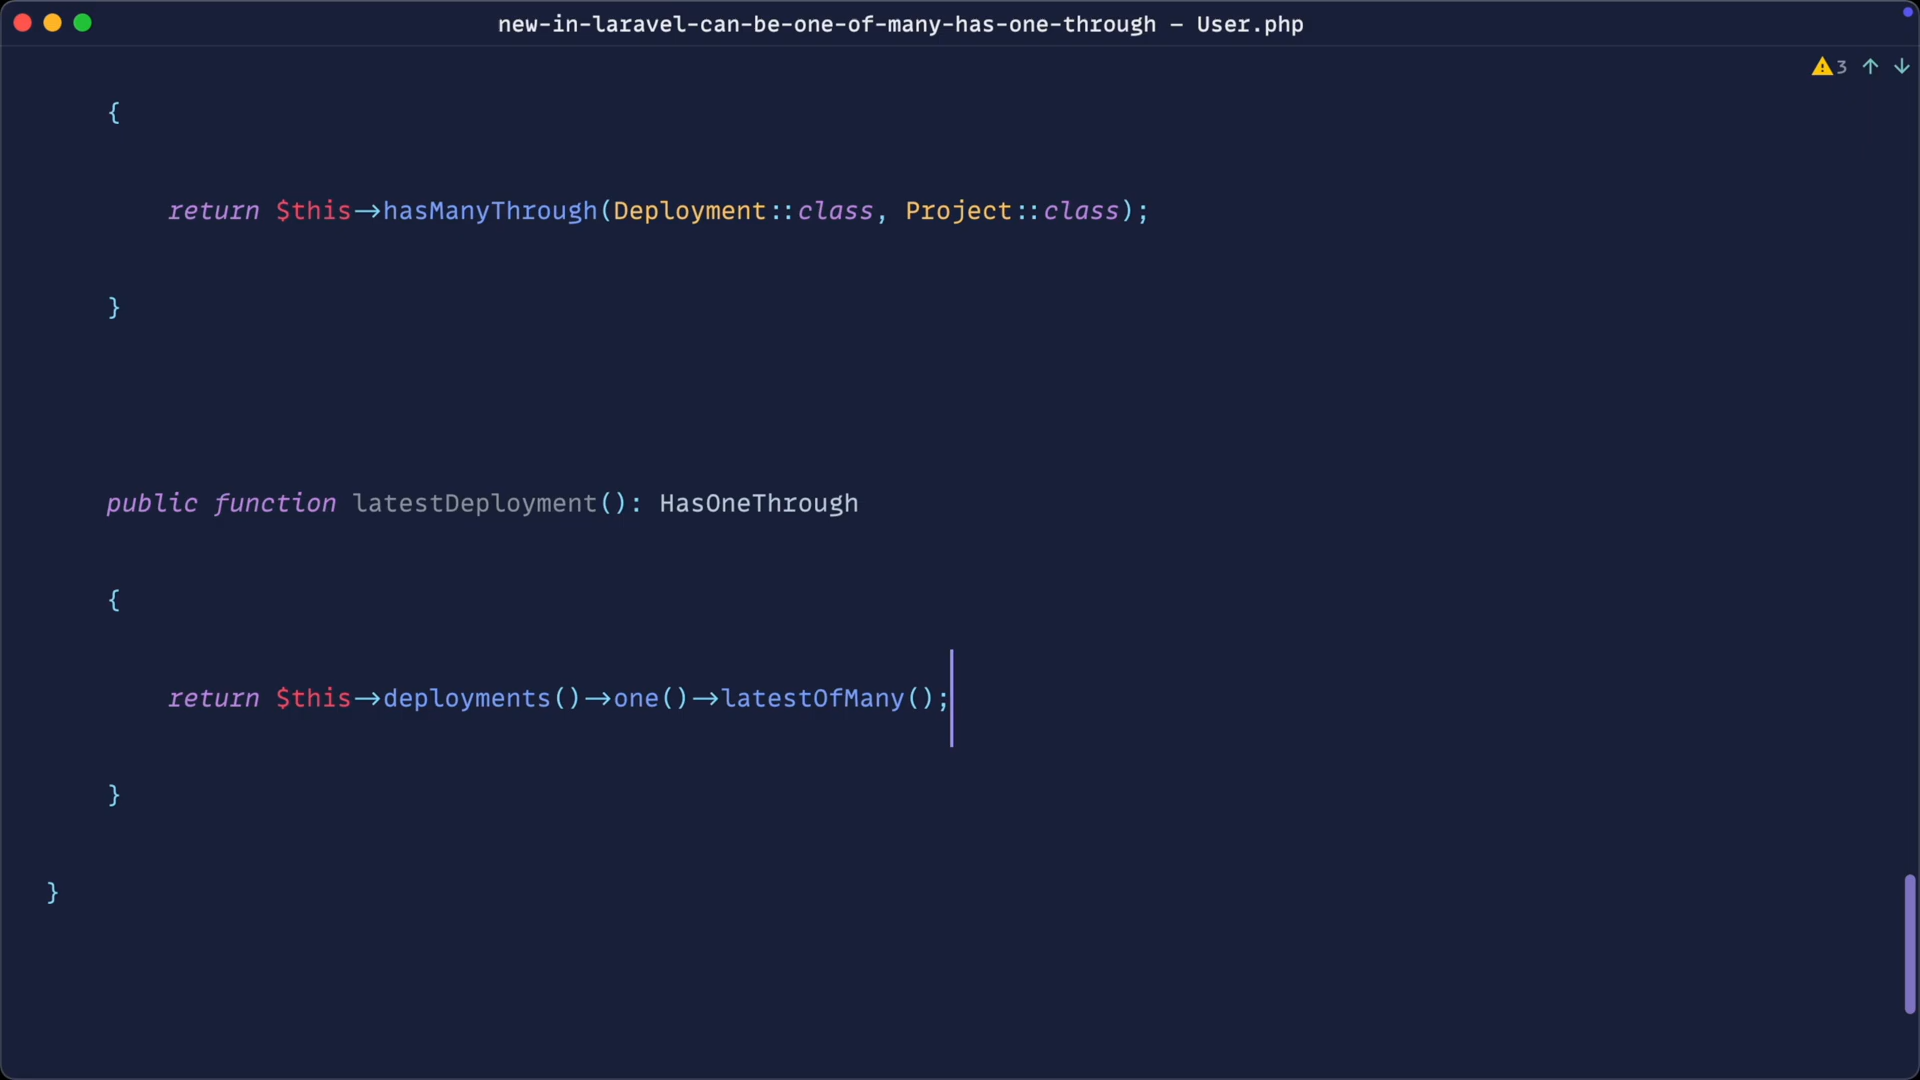 new-in-laravel-can-be-one-of-many-has-one-through – User.php
3 ↑ ↓
{
return $this->hasManyThrough(Deployment::class, Project::class);
}
public function latestDeployment(): HasOneThrough
{
return $this->deployments()->one()->latestOfMany();
}
}